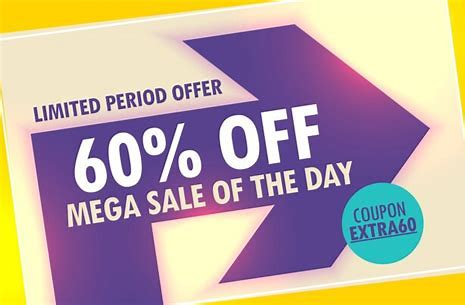 LIMITED PERIOD OFFER
60% OFF
MEGA SALE OF THE DAY
COUPON
EXTRA60